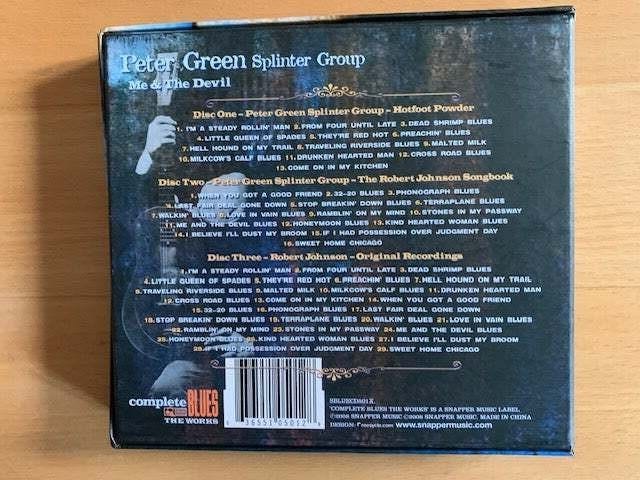 Peter Green Splinter Group
Me & The Devil
Disc One – Peter Green Splinter Group – Hotfoot Powder
1. I'M A STEADY ROLLIN' MAN 2. FROM FOUR UNTIL LATE 3. DEAD SHRIMP BLUES
4. LITTLE QUEEN OF SPADES 5. THEY'RE RED HOT 6. PREACHIN' BLUES
7. HELL HOUND ON MY TRAIL 8. TRAVELING RIVERSIDE BLUES 9. MALTED MILK
10. MILKCOW'S CALF BLUES 11. DRUNKEN HEARTED MAN 12. CROSS ROAD BLUES
13. COME ON IN MY KITCHEN
Disc Two – Peter Green Splinter Group – The Robert Johnson Songbook
1. WHEN YOU GOT A GOOD FRIEND 2. 32-20 BLUES 3. PHONOGRAPH BLUES
4. LAST FAIR DEAL GONE DOWN 5. STOP BREAKIN' DOWN BLUES 6. TERRAPLANE BLUES
7. WALKIN' BLUES 8. LOVE IN VAIN BLUES 9. RAMBLIN' ON MY MIND 10. STONES IN MY PASSWAY
11. ME AND THE DEVIL BLUES 12. HONEYMOON BLUES 13. KIND HEARTED WOMAN BLUES
14. I BELIEVE I'LL DUST MY BROOM 15. IF I HAD POSSESSION OVER JUDGMENT DAY
16. SWEET HOME CHICAGO
Disc Three – Robert Johnson – Original Recordings
1. I'M A STEADY ROLLIN' MAN 2. FROM FOUR UNTIL LATE 3. DEAD SHRIMP BLUES
4. LITTLE QUEEN OF SPADES 5. THEY'RE RED HOT 6. PREACHIN' BLUES 7. HELL HOUND ON MY TRAIL
8. TRAVELING RIVERSIDE BLUES 9. MALTED MILK 10. MILKCOW'S CALF BLUES 11. DRUNKEN HEARTED MAN
12. CROSS ROAD BLUES 13. COME ON IN MY KITCHEN 14. WHEN YOU GOT A GOOD FRIEND
15. 32-20 BLUES 16. PHONOGRAPH BLUES 17. LAST FAIR DEAL GONE DOWN
18. STOP BREAKIN' DOWN BLUES 19. TERRAPLANE BLUES 20. WALKIN' BLUES 21. LOVE IN VAIN BLUES
22. RAMBLIN' ON MY MIND 23. STONES IN MY PASSWAY 24. ME AND THE DEVIL BLUES
25. HONEYMOON BLUES 26. KIND HEARTED WOMAN BLUES 27. I BELIEVE I'LL DUST MY BROOM
28. IF I HAD POSSESSION OVER JUDGMENT DAY 29. SWEET HOME CHICAGO
complete BLUES
THE WORKS
36551 05012
SBLUECD501X.
'COMPLETE BLUES THE WORKS' IS A SNAPPER MUSIC LABEL.
℗2008 SNAPPER MUSIC ©2008 SNAPPER MUSIC. MADE IN CHINA
DESIGN: Freecycle.com www.snappermusic.com